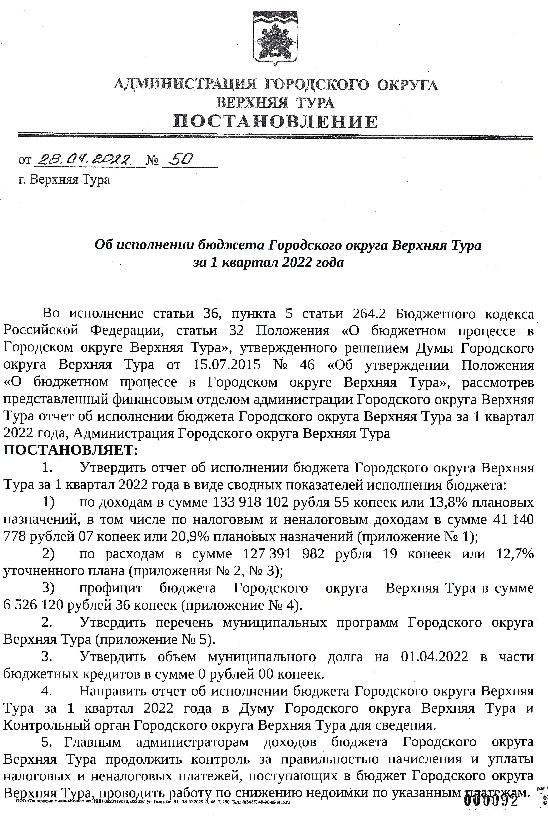 АДМИНИСТРАЦИЯ ГОРОДСКОГО ОКРУГА
ВЕРХНЯЯ ТУРА
ПОСТАНОВЛЕНИЕ
от 28.04.2022 № 50
г. Верхняя Тура
Об исполнении бюджета Городского округа Верхняя Тура
за 1 квартал 2022 года
Во исполнение статьи 36, пункта 5 статьи 264.2 Бюджетного кодекса
Российской Федерации, статьи 32 Положения «О бюджетном процессе в
Городском округе Верхняя Тура», утвержденного решением Думы Городского
округа Верхняя Тура от 15.07.2015 № 46 «Об утверждении Положения
«О бюджетном процессе в Городском округе Верхняя Тура», рассмотрев
представленный финансовым отделом администрации Городского округа Верхняя
Тура отчет об исполнении бюджета Городского округа Верхняя Тура за 1 квартал
2022 года, Администрация Городского округа Верхняя Тура
ПОСТАНОВЛЯЕТ:
1. Утвердить отчет об исполнении бюджета Городского округа Верхняя
Тура за 1 квартал 2022 года в виде сводных показателей исполнения бюджета:
1) по доходам в сумме 133 918 102 рубля 55 копеек или 13,8% плановых
назначений, в том числе по налоговым и неналоговым доходам в сумме 41 140
778 рублей 07 копеек или 20,9% плановых назначений (приложение № 1);
2) по расходам в сумме 127 391 982 рубля 19 копеек или 12,7%
уточненного плана (приложения № 2, № 3);
3) профицит бюджета Городского округа Верхняя Тура в сумме
6 526 120 рублей 36 копеек (приложение № 4).
2. Утвердить перечень муниципальных программ Городского округа
Верхняя Тура (приложение № 5).
3. Утвердить объем муниципального долга на 01.04.2022 в части
бюджетных кредитов в сумме 0 рублей 00 копеек.
4. Направить отчет об исполнении бюджета Городского округа Верхняя
Тура за 1 квартал 2022 года в Думу Городского округа Верхняя Тура и
Контрольный орган Городского округа Верхняя Тура для сведения.
5. Главным администраторам доходов бюджета Городского округа
Верхняя Тура продолжить контроль за правильностью начисления и уплаты
налоговых и неналоговых платежей, поступающих в бюджет Городского округа
Верхняя Тура, проводить работу по снижению недоимки по указанным платежам.
000092